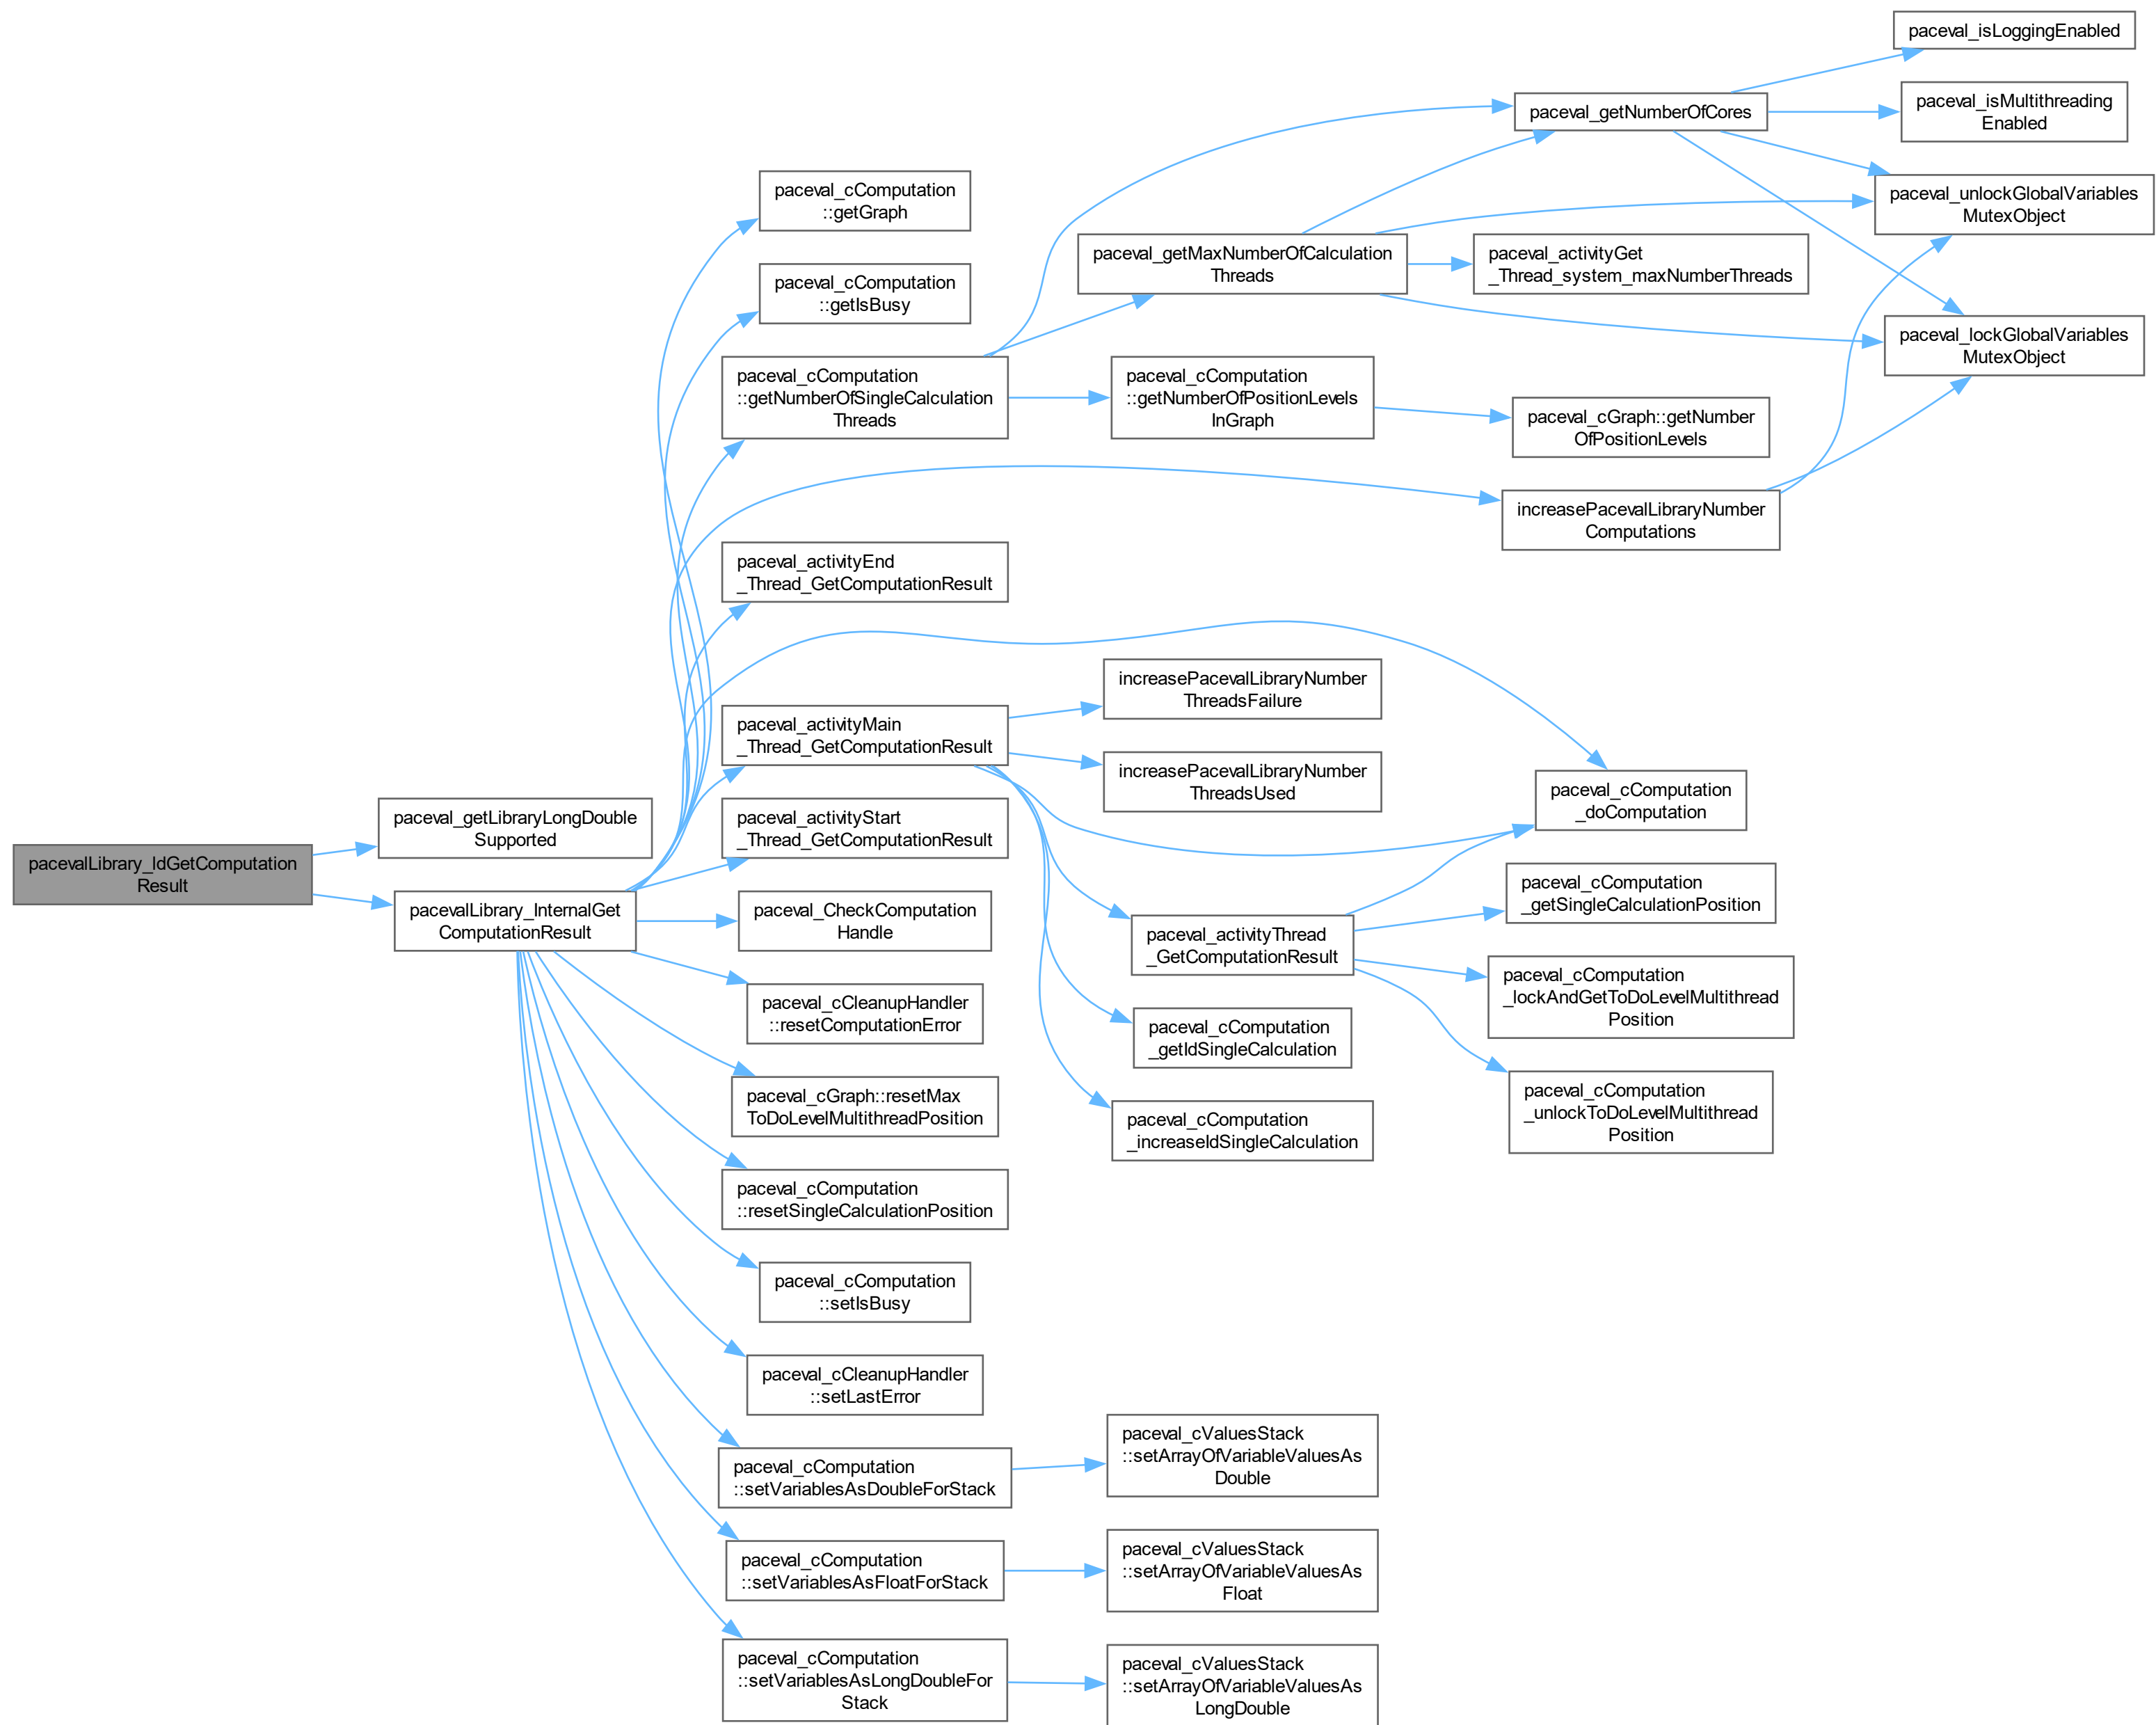 paceval_isLoggingEnabled
paceval_getNumberOfCores
paceval_isMultithreading
Enabled
paceval_cComputation
::getGraph
paceval_unlockGlobalVariables
MutexObject
paceval_getMaxNumberOfCalculation
Threads
paceval_activityGet
_Thread_system_maxNumberThreads
paceval_cComputation
::getIsBusy
paceval_lockGlobalVariables
MutexObject
paceval_cComputation
::getNumberOfSingleCalculation
Threads
paceval_cComputation
::getNumberOfPositionLevels
InGraph
paceval_cGraph::getNumber
OfPositionLevels
increasePacevalLibraryNumber
Computations
paceval_activityEnd
_Thread_GetComputationResult
increasePacevalLibraryNumber
ThreadsFailure
paceval_activityMain
_Thread_GetComputationResult
increasePacevalLibraryNumber
ThreadsUsed
paceval_cComputation
_doComputation
paceval_getLibraryLongDouble
Supported
paceval_activityStart
_Thread_GetComputationResult
pacevalLibrary_IdGetComputation
Result
pacevalLibrary_InternalGet
ComputationResult
paceval_CheckComputation
Handle
paceval_activityThread
_GetComputationResult
paceval_cComputation
_getSingleCalculationPosition
paceval_cComputation
_lockAndGetToDoLevelMultithread
Position
paceval_cCleanupHandler
::resetComputationError
paceval_cComputation
_getIdSingleCalculation
paceval_cGraph::resetMax
ToDoLevelMultithreadPosition
paceval_cComputation
_increaseIdSingleCalculation
paceval_cComputation
_unlockToDoLevelMultithread
Position
paceval_cComputation
::resetSingleCalculationPosition
paceval_cComputation
::setIsBusy
paceval_cCleanupHandler
::setLastError
paceval_cComputation
::setVariablesAsDoubleForStack
paceval_cValuesStack
::setArrayOfVariableValuesAs
Double
paceval_cComputation
::setVariablesAsFloatForStack
paceval_cValuesStack
::setArrayOfVariableValuesAs
Float
paceval_cComputation
::setVariablesAsLongDoubleFor
Stack
paceval_cValuesStack
::setArrayOfVariableValuesAs
LongDouble